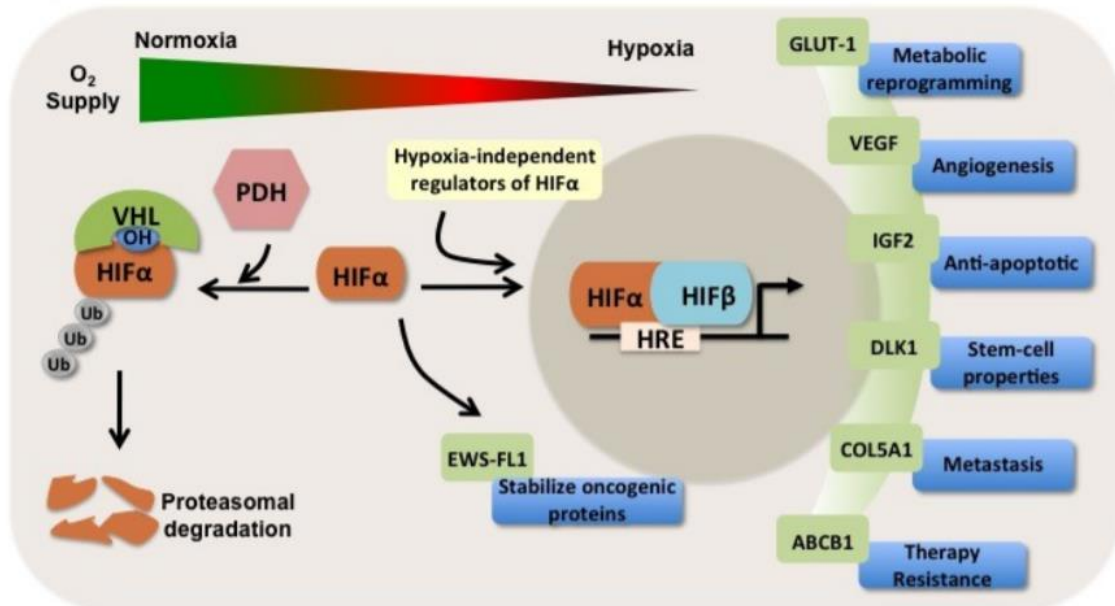 Normoxia
Hypoxia
O₂
Supply
PDH
Hypoxia-independent
regulators of HIFα
VHL
OH
HIFα
Ub
Ub
Ub
HIFα
HIFα
HIFβ
HRE
Proteasomal
degradation
EWS-FL1
Stabilize oncogenic
proteins
GLUT-1
Metabolic
reprogramming
VEGF
Angiogenesis
IGF2
Anti-apoptotic
DLK1
Stem-cell
properties
COL5A1
Metastasis
ABCB1
Therapy
Resistance